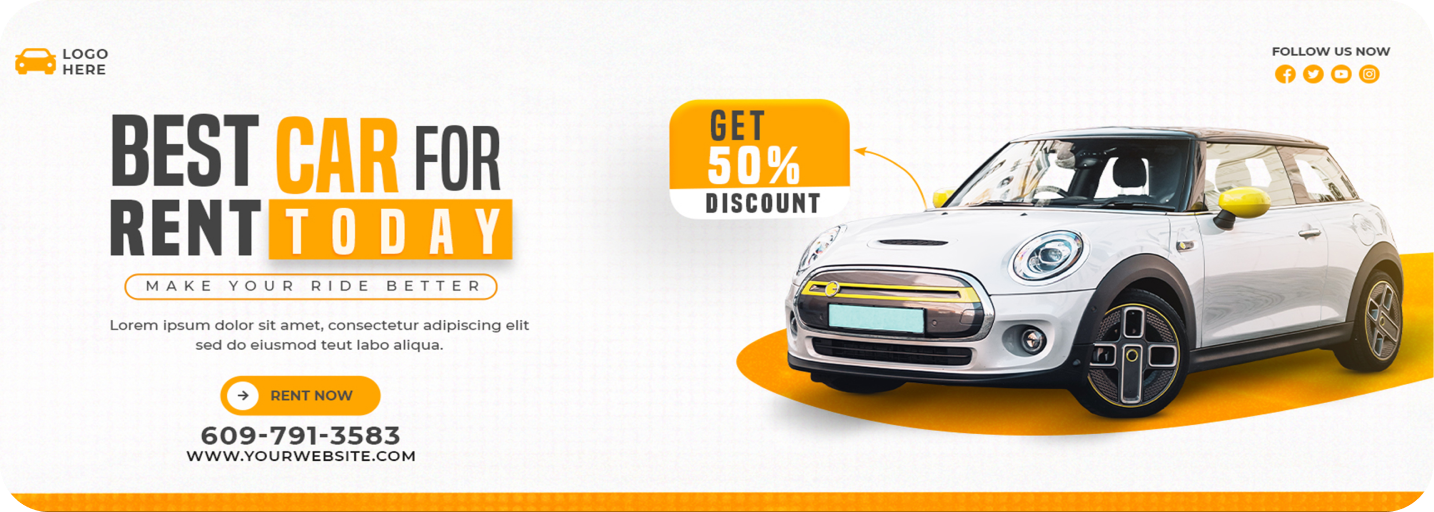 LOGO
HERE
FOLLOW US NOW
BEST CAR FOR
RENT TODAY
MAKE YOUR RIDE BETTER
Lorem ipsum dolor sit amet, consectetur adipiscing elit
sed do eiusmod teut labo aliqua.
RENT NOW
609-791-3583
WWW.YOURWEBSITE.COM
GET
50%
DISCOUNT